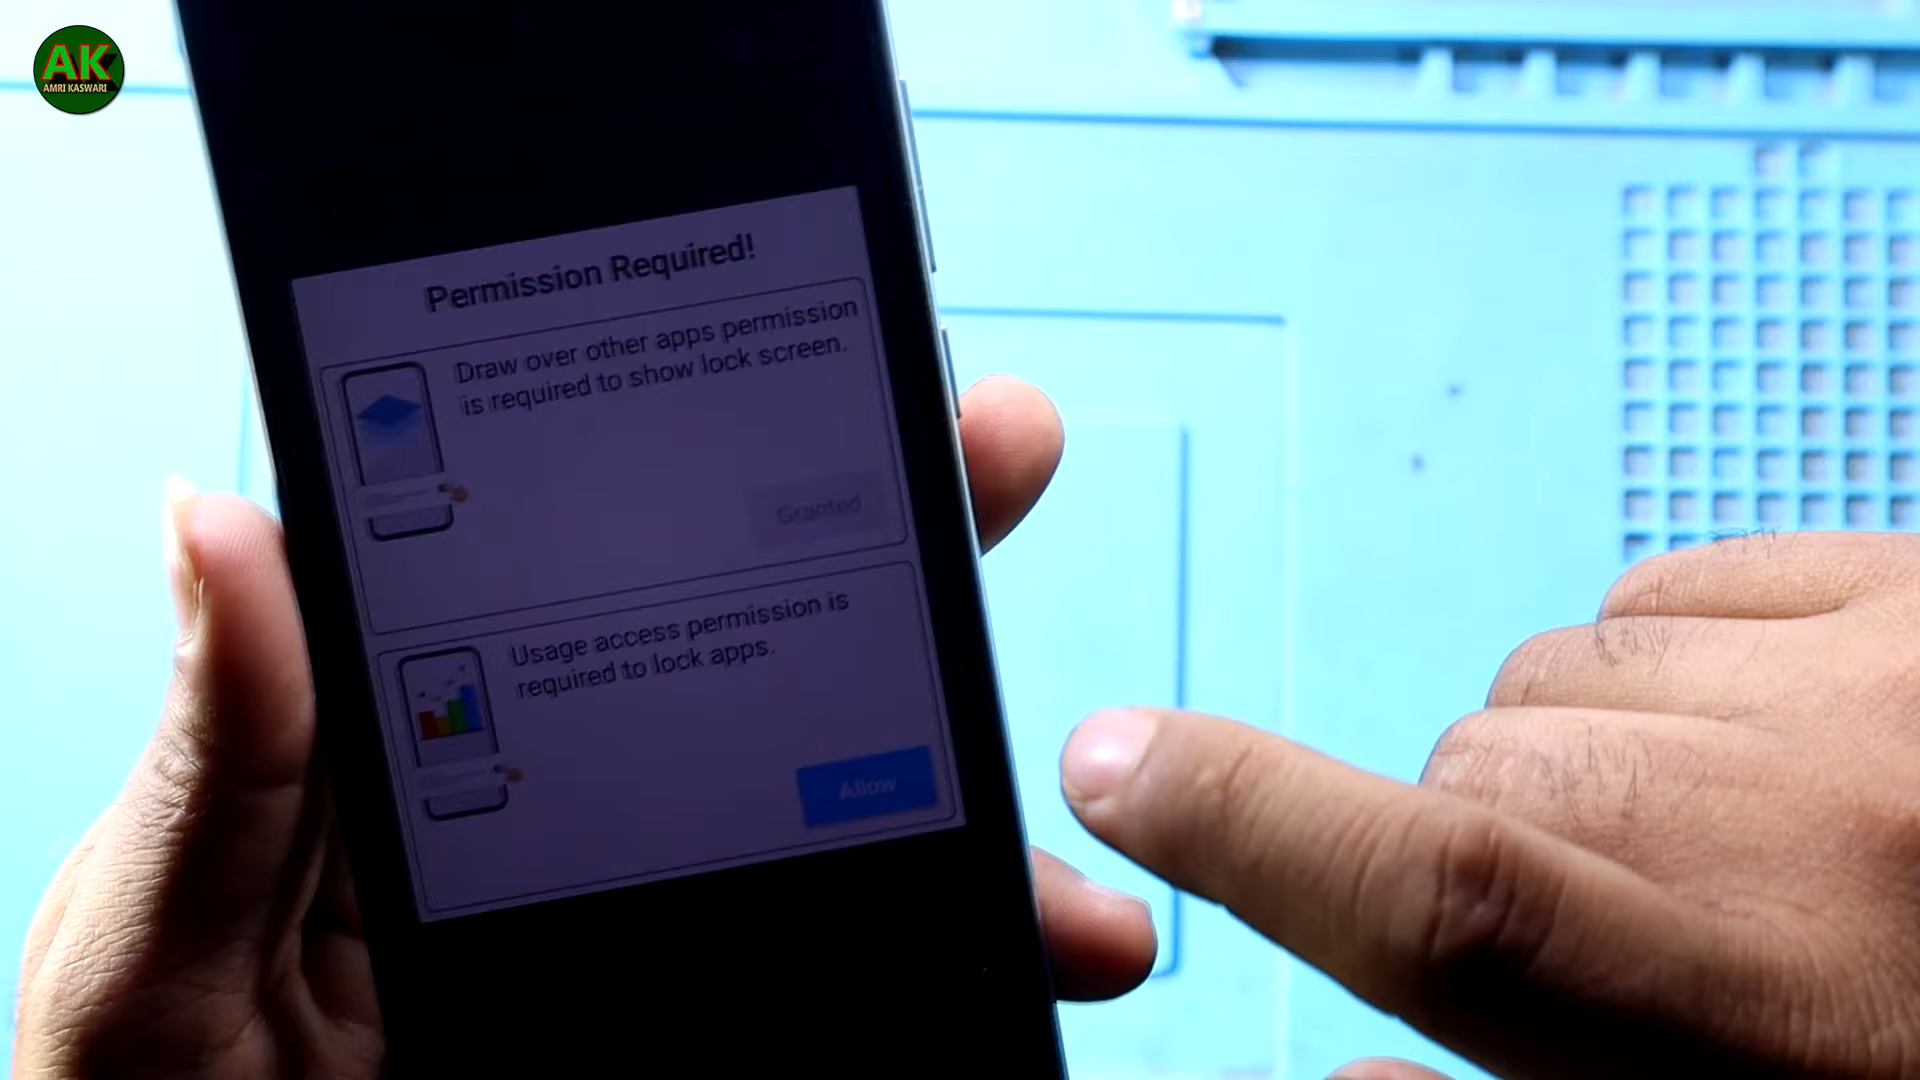 AK
AMRI KASWARI
Permission Required!
Draw over other apps permission
is required to show lock screen.
Granted
Usage access permission is
required to lock apps.
Allow